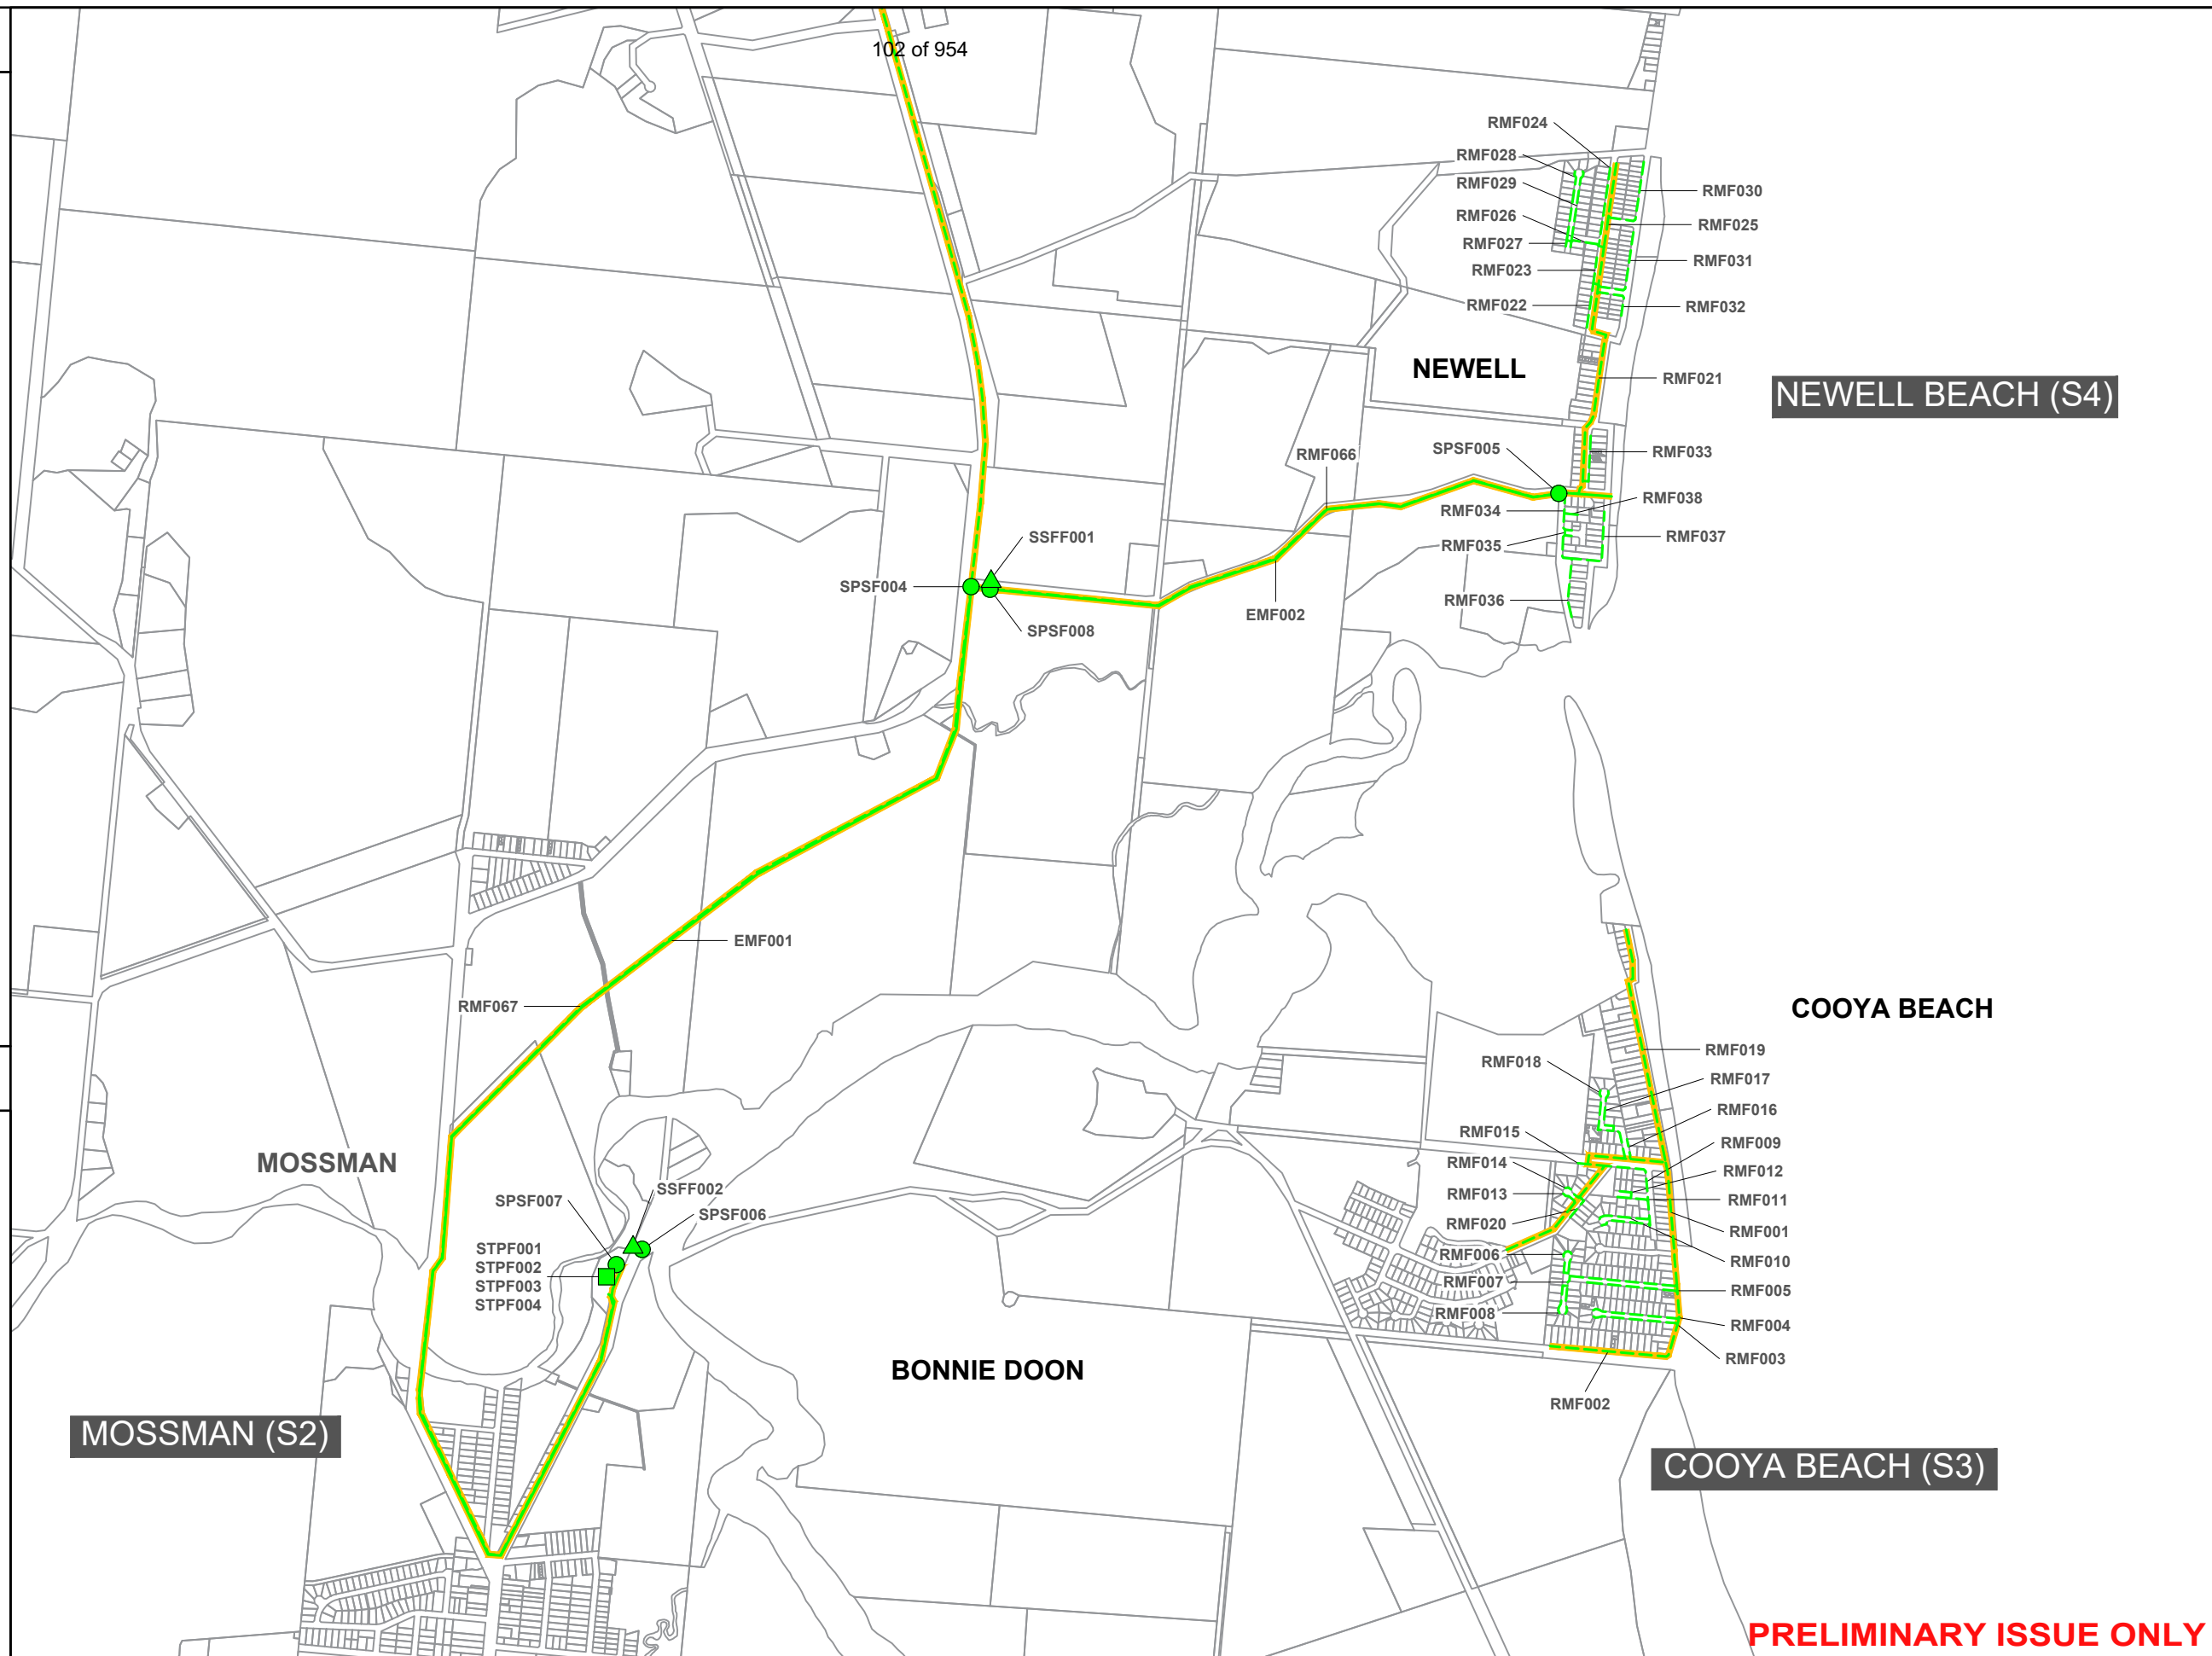 102 of 954
RMF024
RMF028
RMF029
RMF030
RMF026
RMF025
RMF027
RMF031
RMF023
RMF022
RMF032
NEWELL
RMF021
NEWELL BEACH (S4)
RMF066
SPSF005
RMF033
RMF038
RMF034
RMF037
RMF035
SSFF001
SPSF004
RMF036
EMF002
SPSF008
EMF001
RMF067
COOYA BEACH
RMF019
RMF018
RMF017
RMF016
RMF015
RMF009
RMF014
RMF012
RMF013
RMF011
RMF020
RMF001
RMF006
RMF010
RMF007
RMF005
RMF008
RMF004
RMF003
RMF002
MOSSMAN
SSFF002
SPSF007
SPSF006
STPF001
STPF002
STPF003
STPF004
BONNIE DOON
MOSSMAN (S2)
COOYA BEACH (S3)
PRELIMINARY ISSUE ONLY